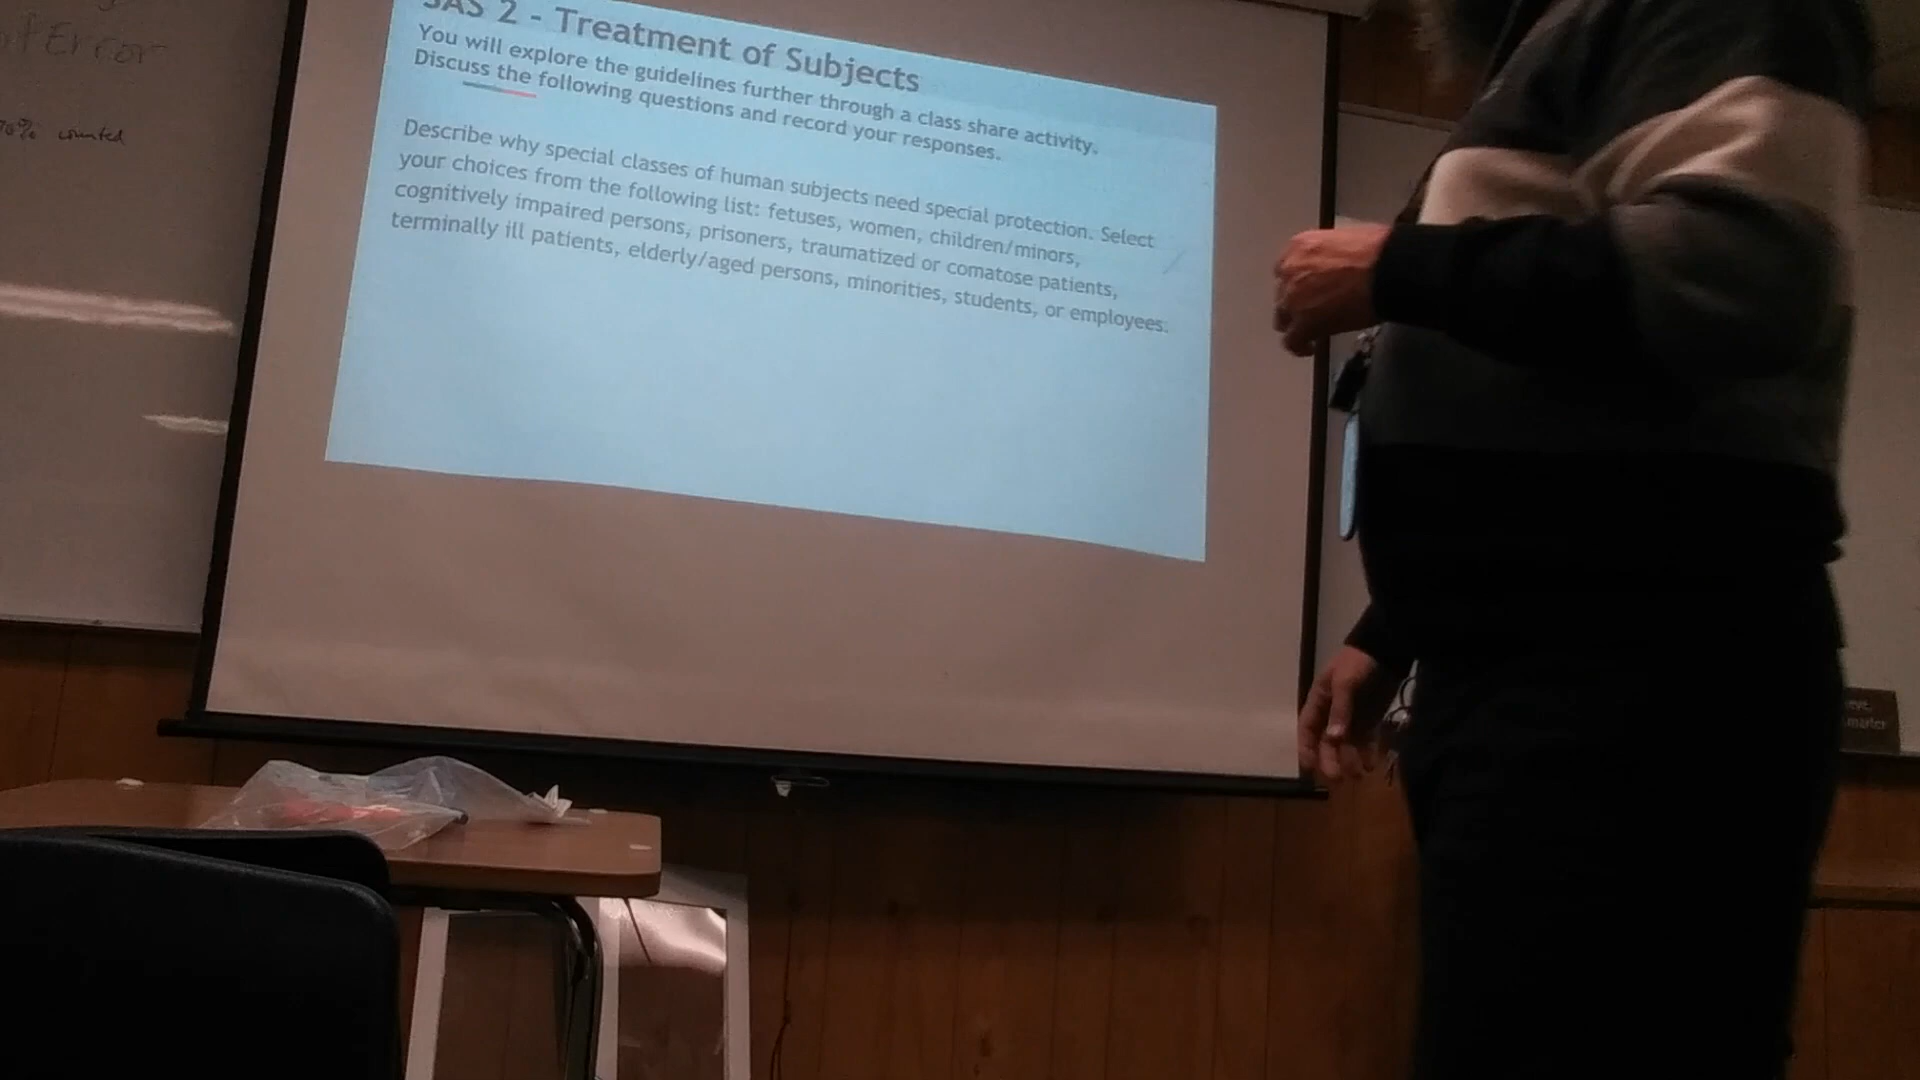 SAS 2 - Treatment of Subjects
You will explore the guidelines further through a class share activity.
Discuss the following questions and record your responses.
Describe why special classes of human subjects need special protection. Select
your choices from the following list: fetuses, women, children/minors,
cognitively impaired persons, prisoners, traumatized or comatose patients,
terminally ill patients, elderly/aged persons, minorities, students, or employees.
Error
70% counted